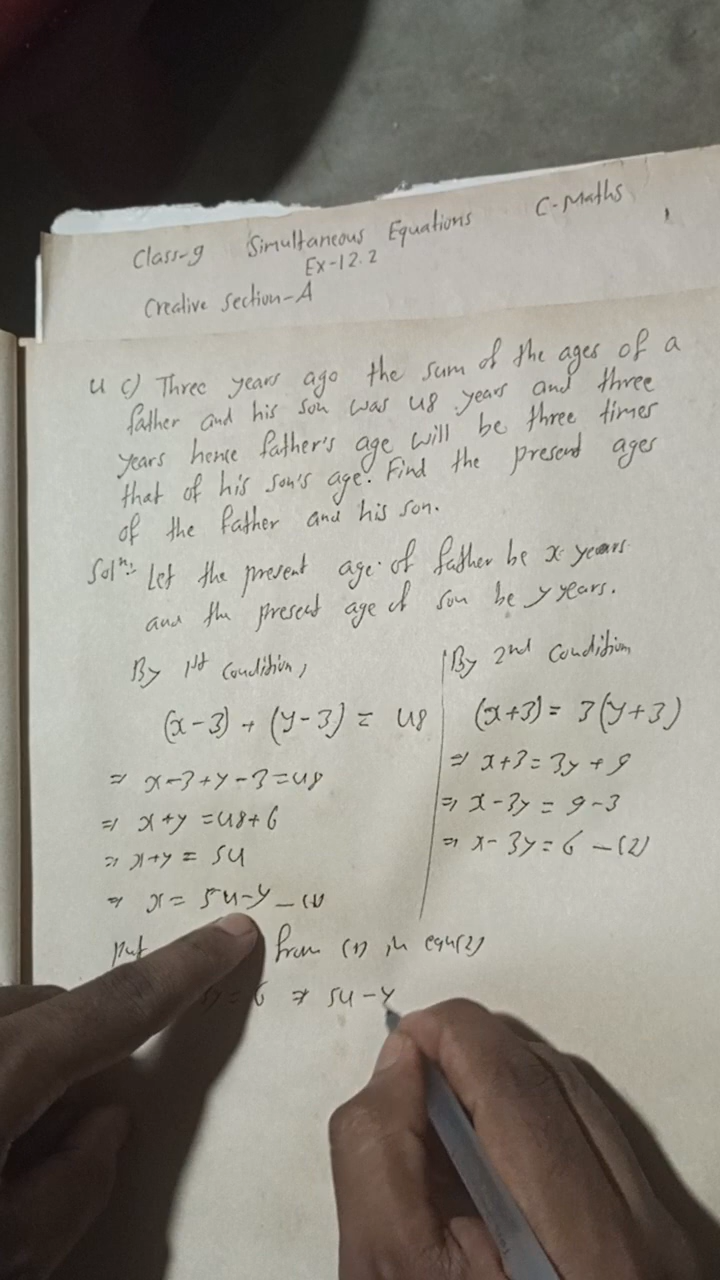 Class-9 Simultaneous Equations C-Maths
Ex-12.2
Creative section-A
4 c) Three years ago the sum of the ages of a
father and his son was 48 years and three
years hence father's age will be three times
that of his son's age. Find the present ages
of the father and his son.
Solⁿ:- Let the present age of father be x years
and the present age of son be y years.
By 1st condition,
(x-3) + (y-3) = 48
⇒ x-3+y-3=48
⇒ x+y=48+6
⇒ x+y = 54
⇒ x = 54-y —(1)
By 2nd condition
(x+3) = 3(y+3)
⇒ x+3=3y+9
⇒ x-3y = 9-3
⇒ x-3y=6 —(2)
Put from (1) in eqn(2)
=6 ⇒ 54-y